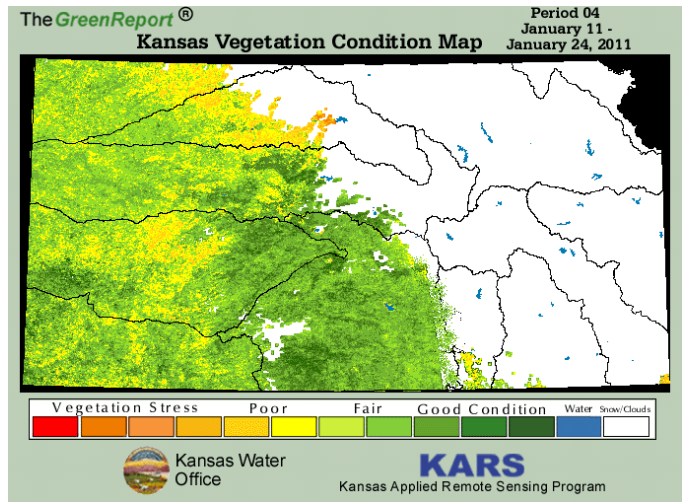 The GreenReport ®
Kansas Vegetation Condition Map
Period 04
January 11 -
January 24, 2011
Vegetation Stress Poor Fair Good Condition Water Snow/Clouds
Kansas Water
Office
KARS
Kansas Applied Remote Sensing Program